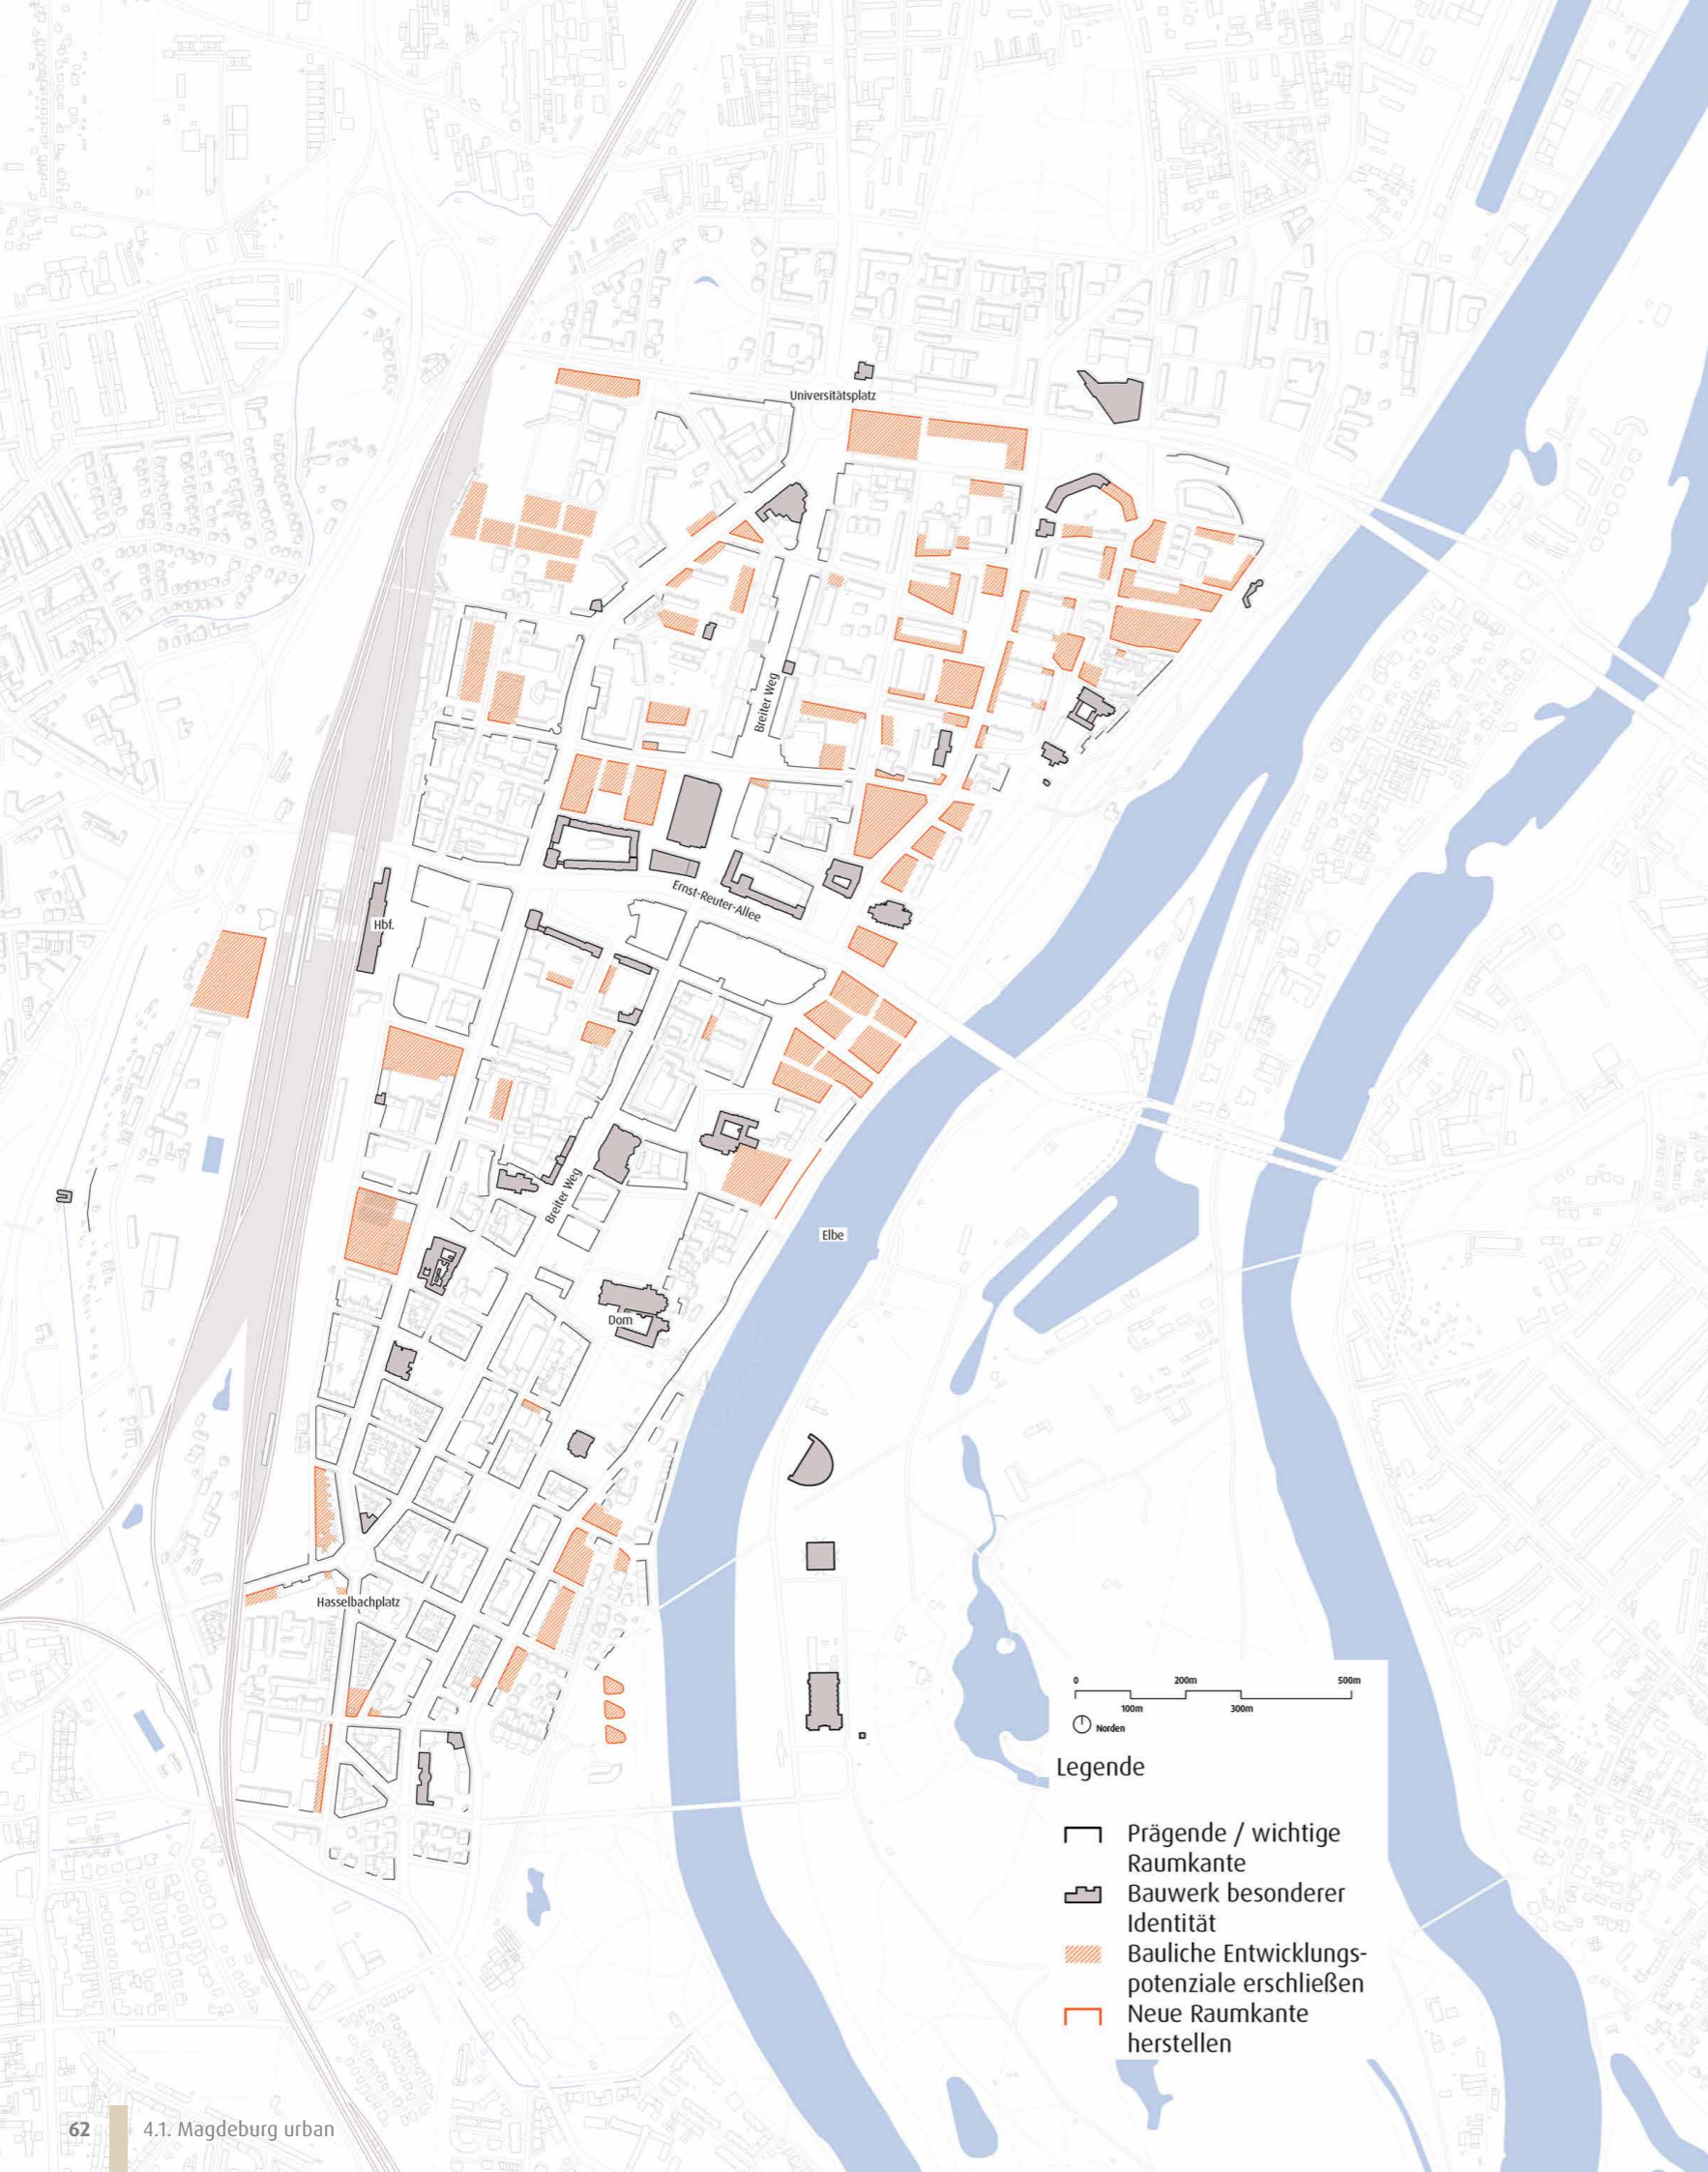 Universitätsplatz
Breiter Weg
Ernst-Reuter-Allee
Hbf.
Breiter Weg
Elbe
Dom
Hasselbachplatz
0 200m 500m
100m 300m
Norden
Legende
Prägende / wichtige
Raumkante
Bauwerk besonderer
Identität
Bauliche Entwicklungs-
potenziale erschließen
Neue Raumkante
herstellen
62 4.1. Magdeburg urban